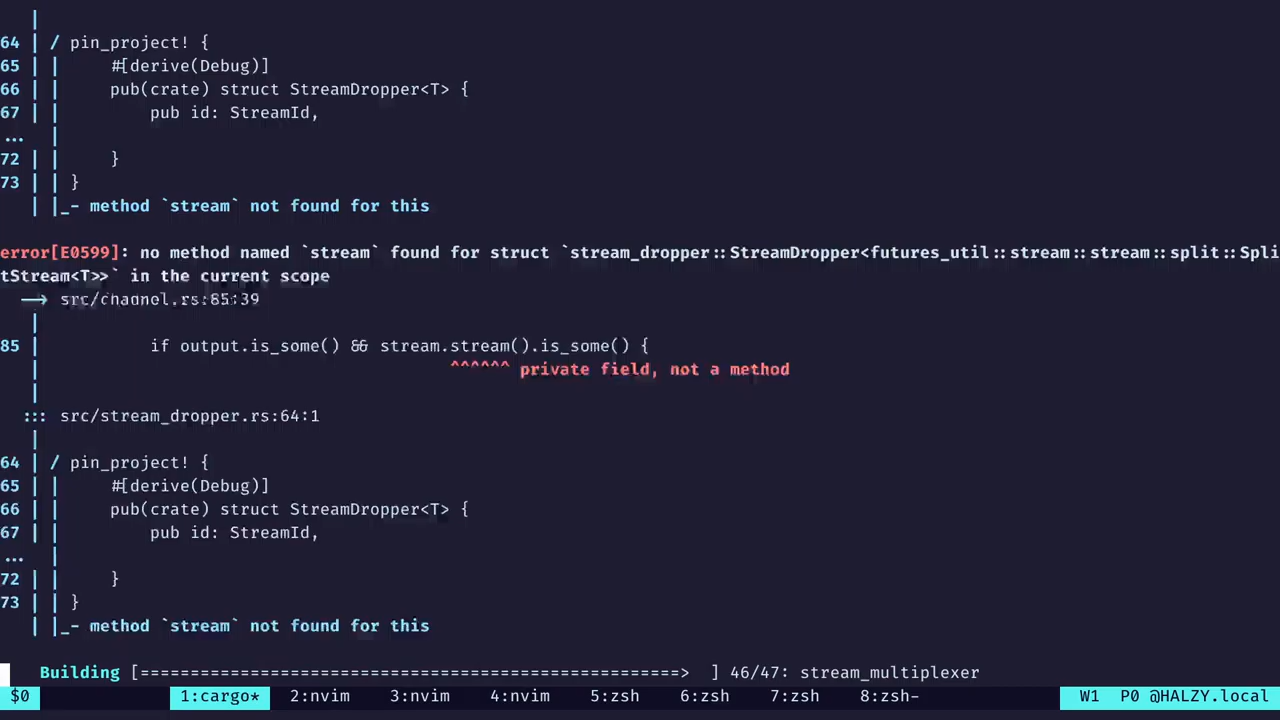 |
64 | / pin_project! {
65 | |     #[derive(Debug)]
66 | |     pub(crate) struct StreamDropper<T> {
67 | |         pub id: StreamId,
...  |
72 | |     }
73 | | }
   | |_- method `stream` not found for this
error[E0599]: no method named `stream` found for struct `stream_dropper::StreamDropper<futures_util::stream::stream::split::Spli
tStream<T>>` in the current scope
  --> src/channel.rs:85:39
   |
85 |           if output.is_some() && stream.stream().is_some() {
   |                                         ^^^^^^ private field, not a method
   |
  ::: src/stream_dropper.rs:64:1
   |
64 | / pin_project! {
65 | |     #[derive(Debug)]
66 | |     pub(crate) struct StreamDropper<T> {
67 | |         pub id: StreamId,
...  |
72 | |     }
73 | | }
   | |_- method `stream` not found for this
    Building [======================================================>  ] 46/47: stream_multiplexer
$0 1:cargo* 2:nvim 3:nvim 4:nvim 5:zsh 6:zsh 7:zsh 8:zsh- W1 P0 @HALZY.local